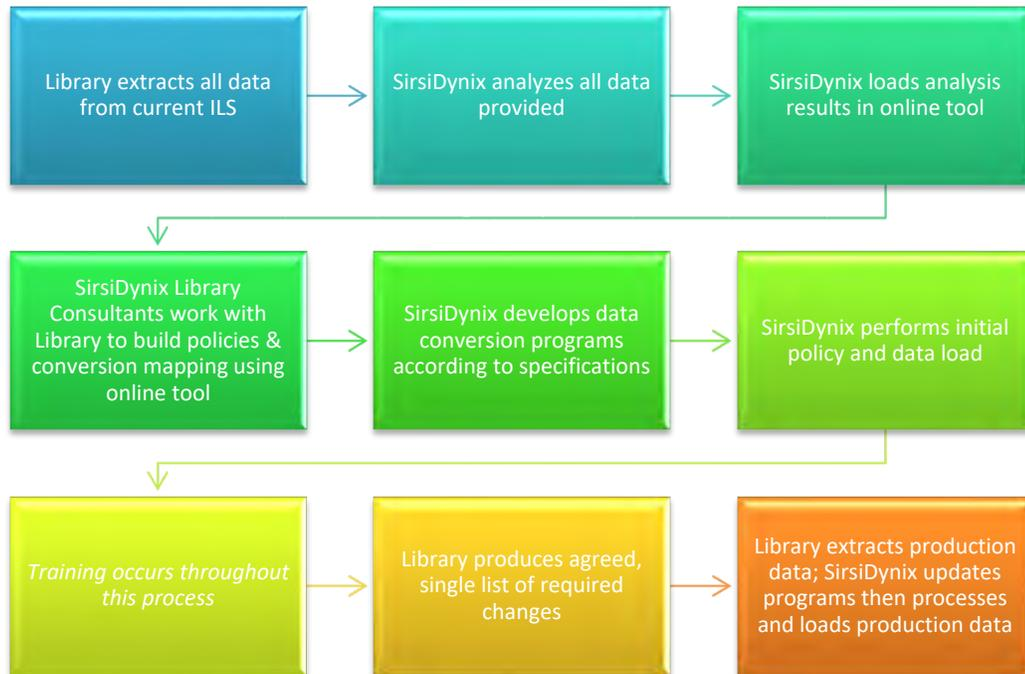 Library extracts all data
from current ILS
SirsiDynix analyzes all data
provided
SirsiDynix loads analysis
results in online tool
SirsiDynix Library
Consultants work with
Library to build policies &
conversion mapping using
online tool
SirsiDynix develops data
conversion programs
according to specifications
SirsiDynix performs initial
policy and data load
Training occurs throughout
this process
Library produces agreed,
single list of required
changes
Library extracts production
data; SirsiDynix updates
programs then processes
and loads production data